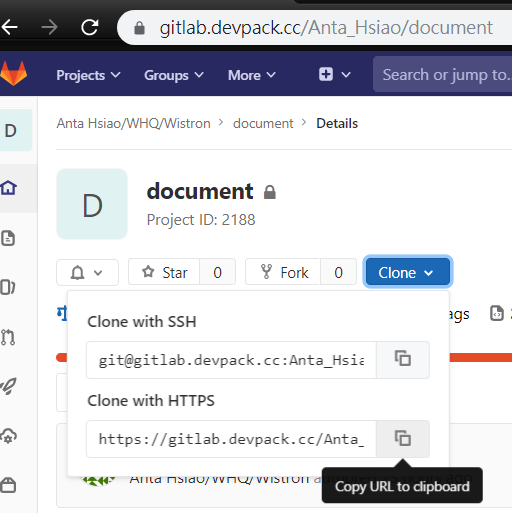 gitlab.devpack.cc/Anta_Hsiao/document
Projects Groups More Search or jump to...
D Anta Hsiao/WHQ/Wistron > document > Details
D
document
Project ID: 2188
Star 0 Fork 0 Clone
ags
Clone with SSH
git@gitlab.devpack.cc:Anta_Hsia
Clone with HTTPS
https://gitlab.devpack.cc/Anta_
Anta Hsiao/WHQ/Wistron
Copy URL to clipboard